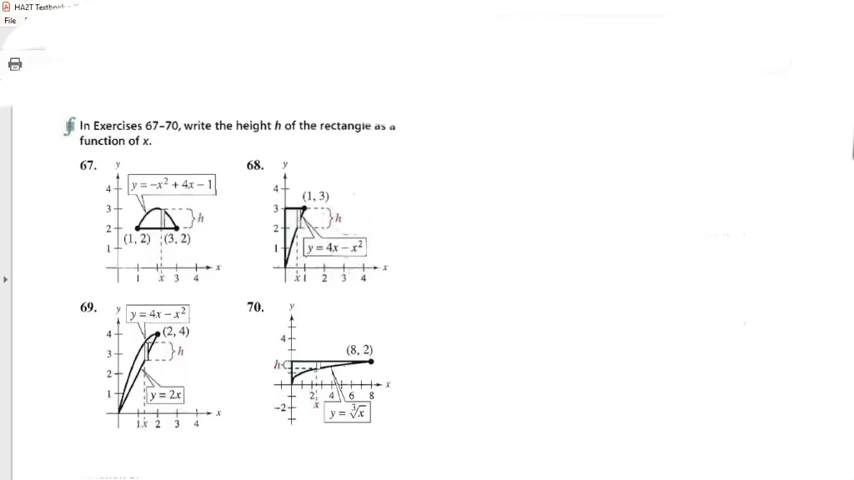 HA2T Textbook
File
In Exercises 67–70, write the height h of the rectangle as a
function of x.
67.
y
y = −x² + 4x − 1
4
3
2
1
h
(1, 2)
(3, 2)
1
x
3
4
x
68.
y
4
3
2
1
(1, 3)
h
y = 4x − x²
x
1
2
3
4
x
69.
y
y = 4x − x²
4
3
2
1
(2, 4)
h
y = 2x
1
x
2
3
4
x
70.
y
4
(8, 2)
h
x
2
4
6
8
x
−2
y = ∛x